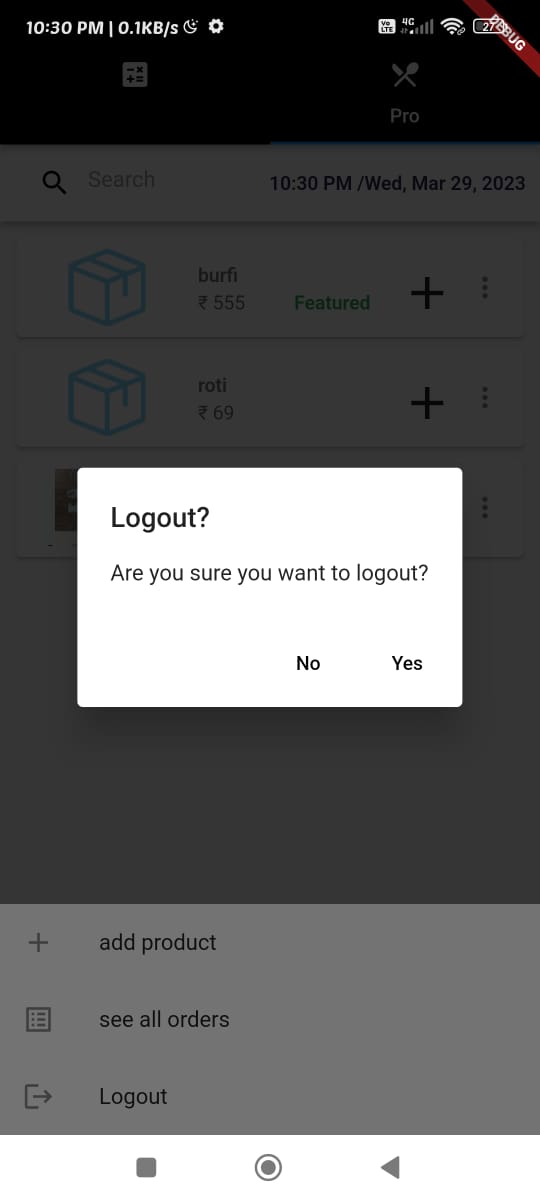 10:30 PM | 0.1KB/s
Vo LTE 4G 27
DEBUG
Pro
Search
10:30 PM /Wed, Mar 29, 2023
burfi
₹ 555
Featured
roti
₹ 69
Logout?
Are you sure you want to logout?
No
Yes
add product
see all orders
Logout